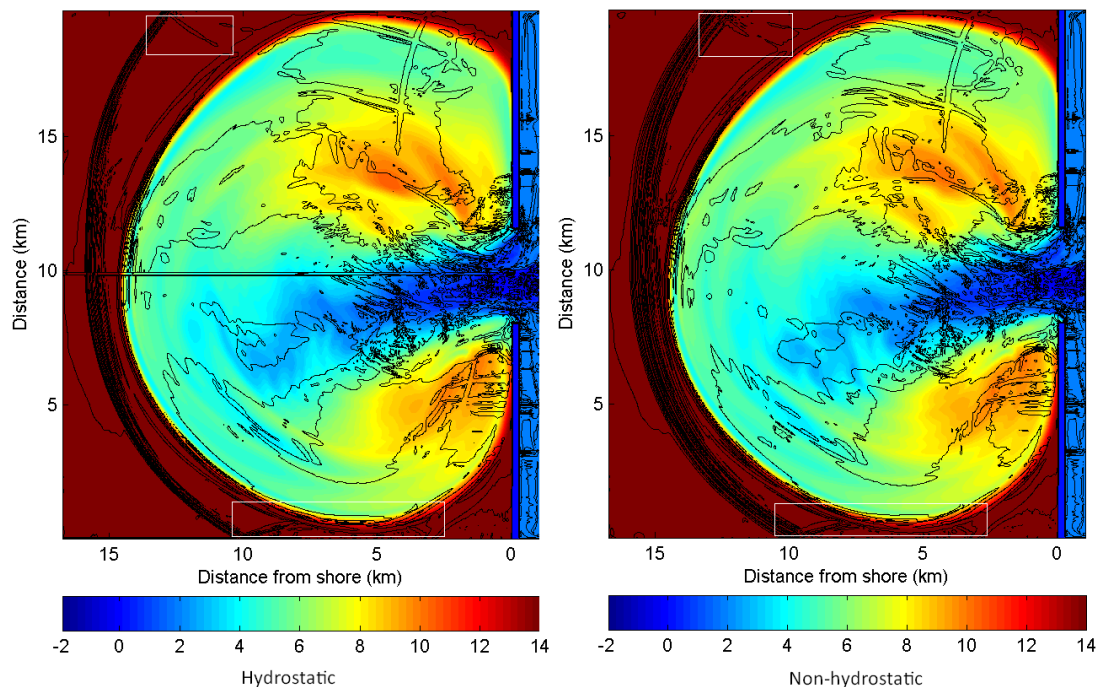 15
10
5
Distance (km)
15 10 5 0
Distance from shore (km)
-2 0 2 4 6 8 10 12 14
Hydrostatic
15
10
5
Distance (km)
15 10 5 0
Distance from shore (km)
-2 0 2 4 6 8 10 12 14
Non-hydrostatic